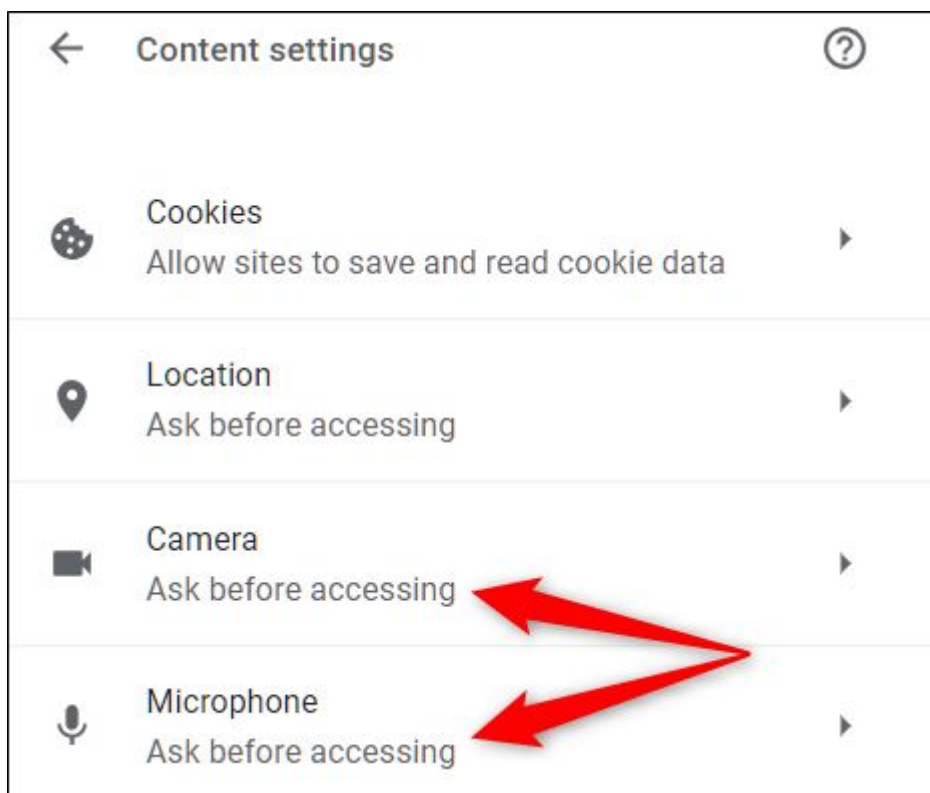 Content settings
Cookies
Allow sites to save and read cookie data
Location
Ask before accessing
Camera
Ask before accessing
Microphone
Ask before accessing